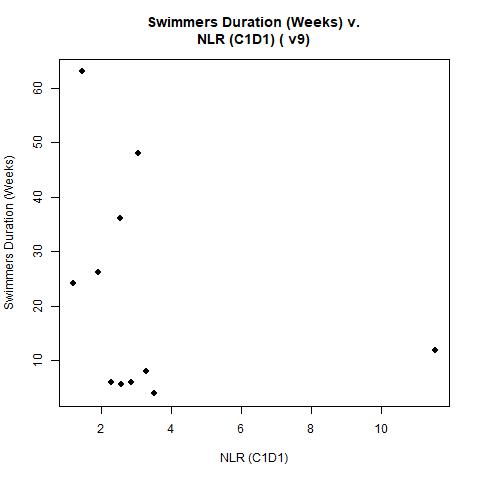 Swimmers Duration (Weeks) v.
NLR (C1D1) ( v9)
Swimmers Duration (Weeks)
60
50
40
30
20
10
2 4 6 8 10
NLR (C1D1)